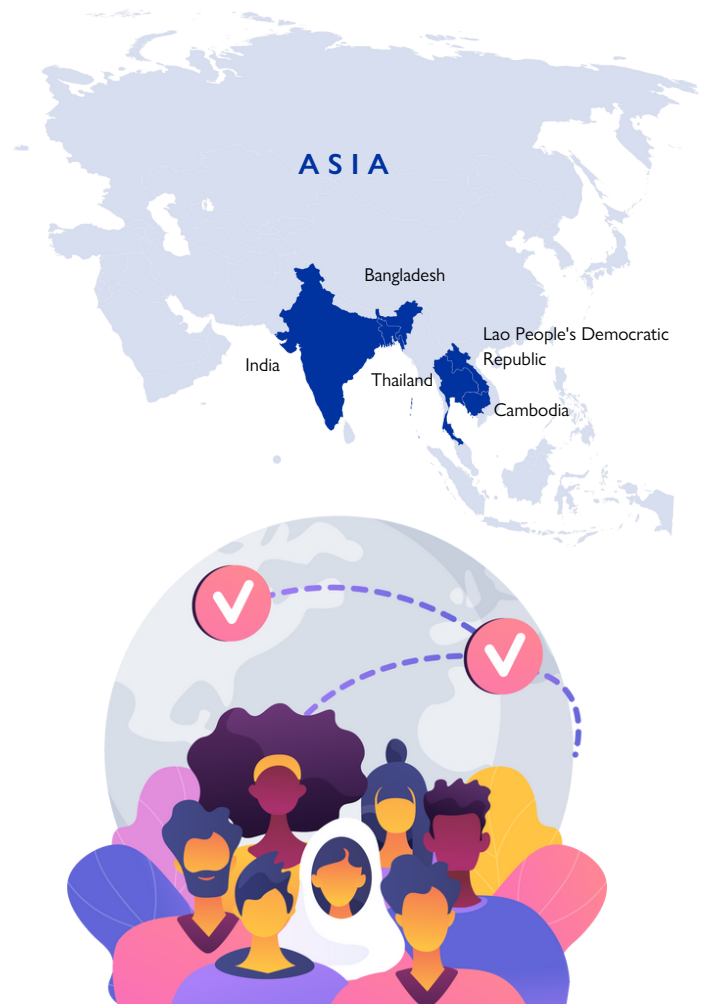 ASIA
Bangladesh
Lao People's Democratic
Republic
India
Thailand
Cambodia